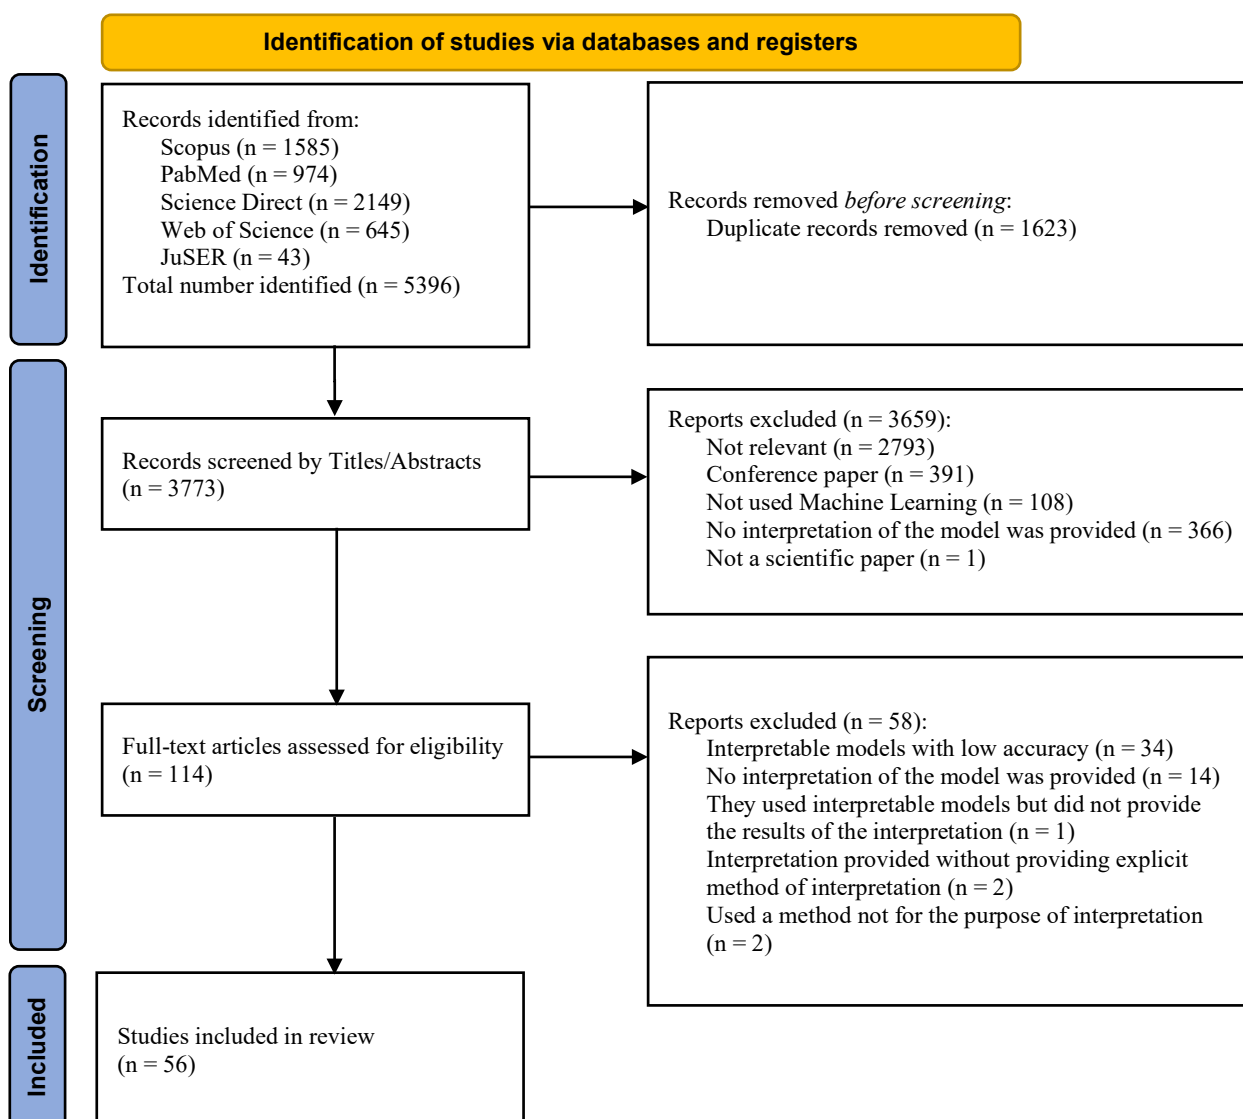 Identification of studies via databases and registers
Identification
Records identified from:
Scopus (n = 1585)
PabMed (n = 974)
Science Direct (n = 2149)
Web of Science (n = 645)
JuSER (n = 43)
Total number identified (n = 5396)
Records removed before screening:
Duplicate records removed (n = 1623)
Screening
Records screened by Titles/Abstracts
(n = 3773)
Reports excluded (n = 3659):
Not relevant (n = 2793)
Conference paper (n = 391)
Not used Machine Learning (n = 108)
No interpretation of the model was provided (n = 366)
Not a scientific paper (n = 1)
Full-text articles assessed for eligibility
(n = 114)
Reports excluded (n = 58):
Interpretable models with low accuracy (n = 34)
No interpretation of the model was provided (n = 14)
They used interpretable models but did not provide
the results of the interpretation (n = 1)
Interpretation provided without providing explicit
method of interpretation (n = 2)
Used a method not for the purpose of interpretation
(n = 2)
Included
Studies included in review
(n = 56)